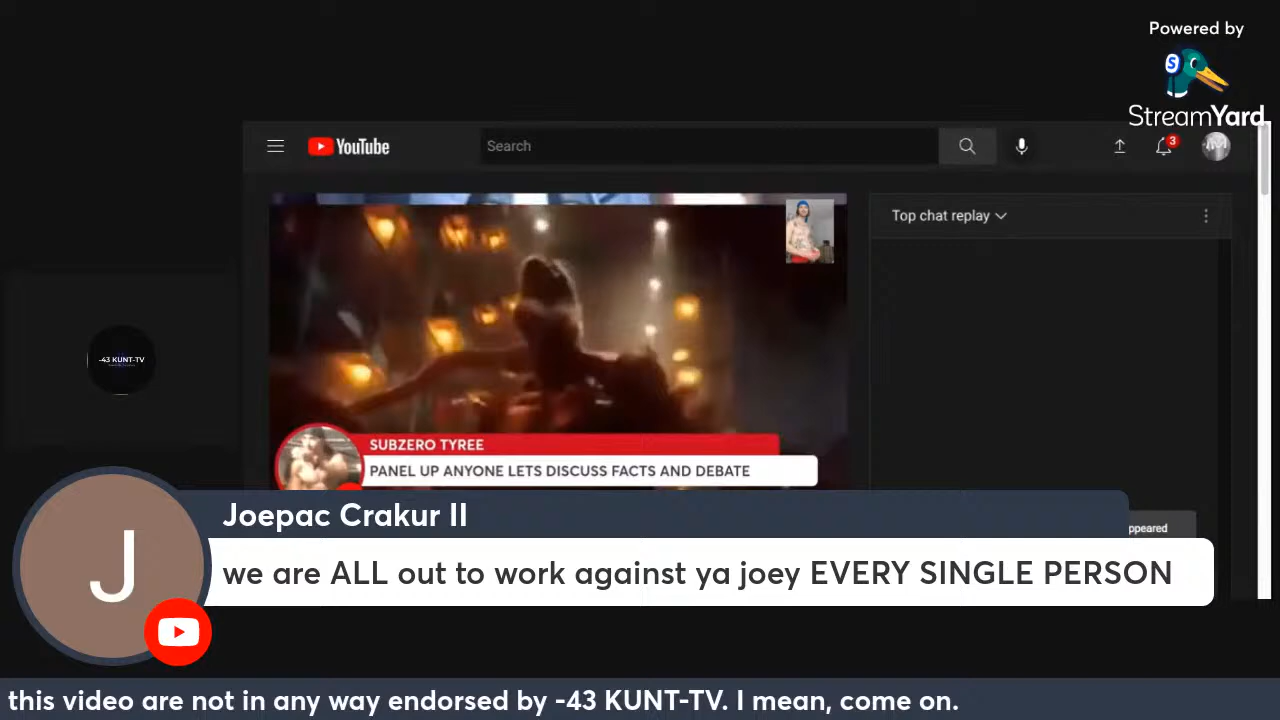 Powered by
S
StreamYard
YouTube
Search
3
Top chat replay
-43 KUNT-TV
SUBZERO TYREE
PANEL UP ANYONE LETS DISCUSS FACTS AND DEBATE
ppeared
J
Joepac Crakur II
we are ALL out to work against ya joey EVERY SINGLE PERSON
this video are not in any way endorsed by -43 KUNT-TV. I mean, come on.